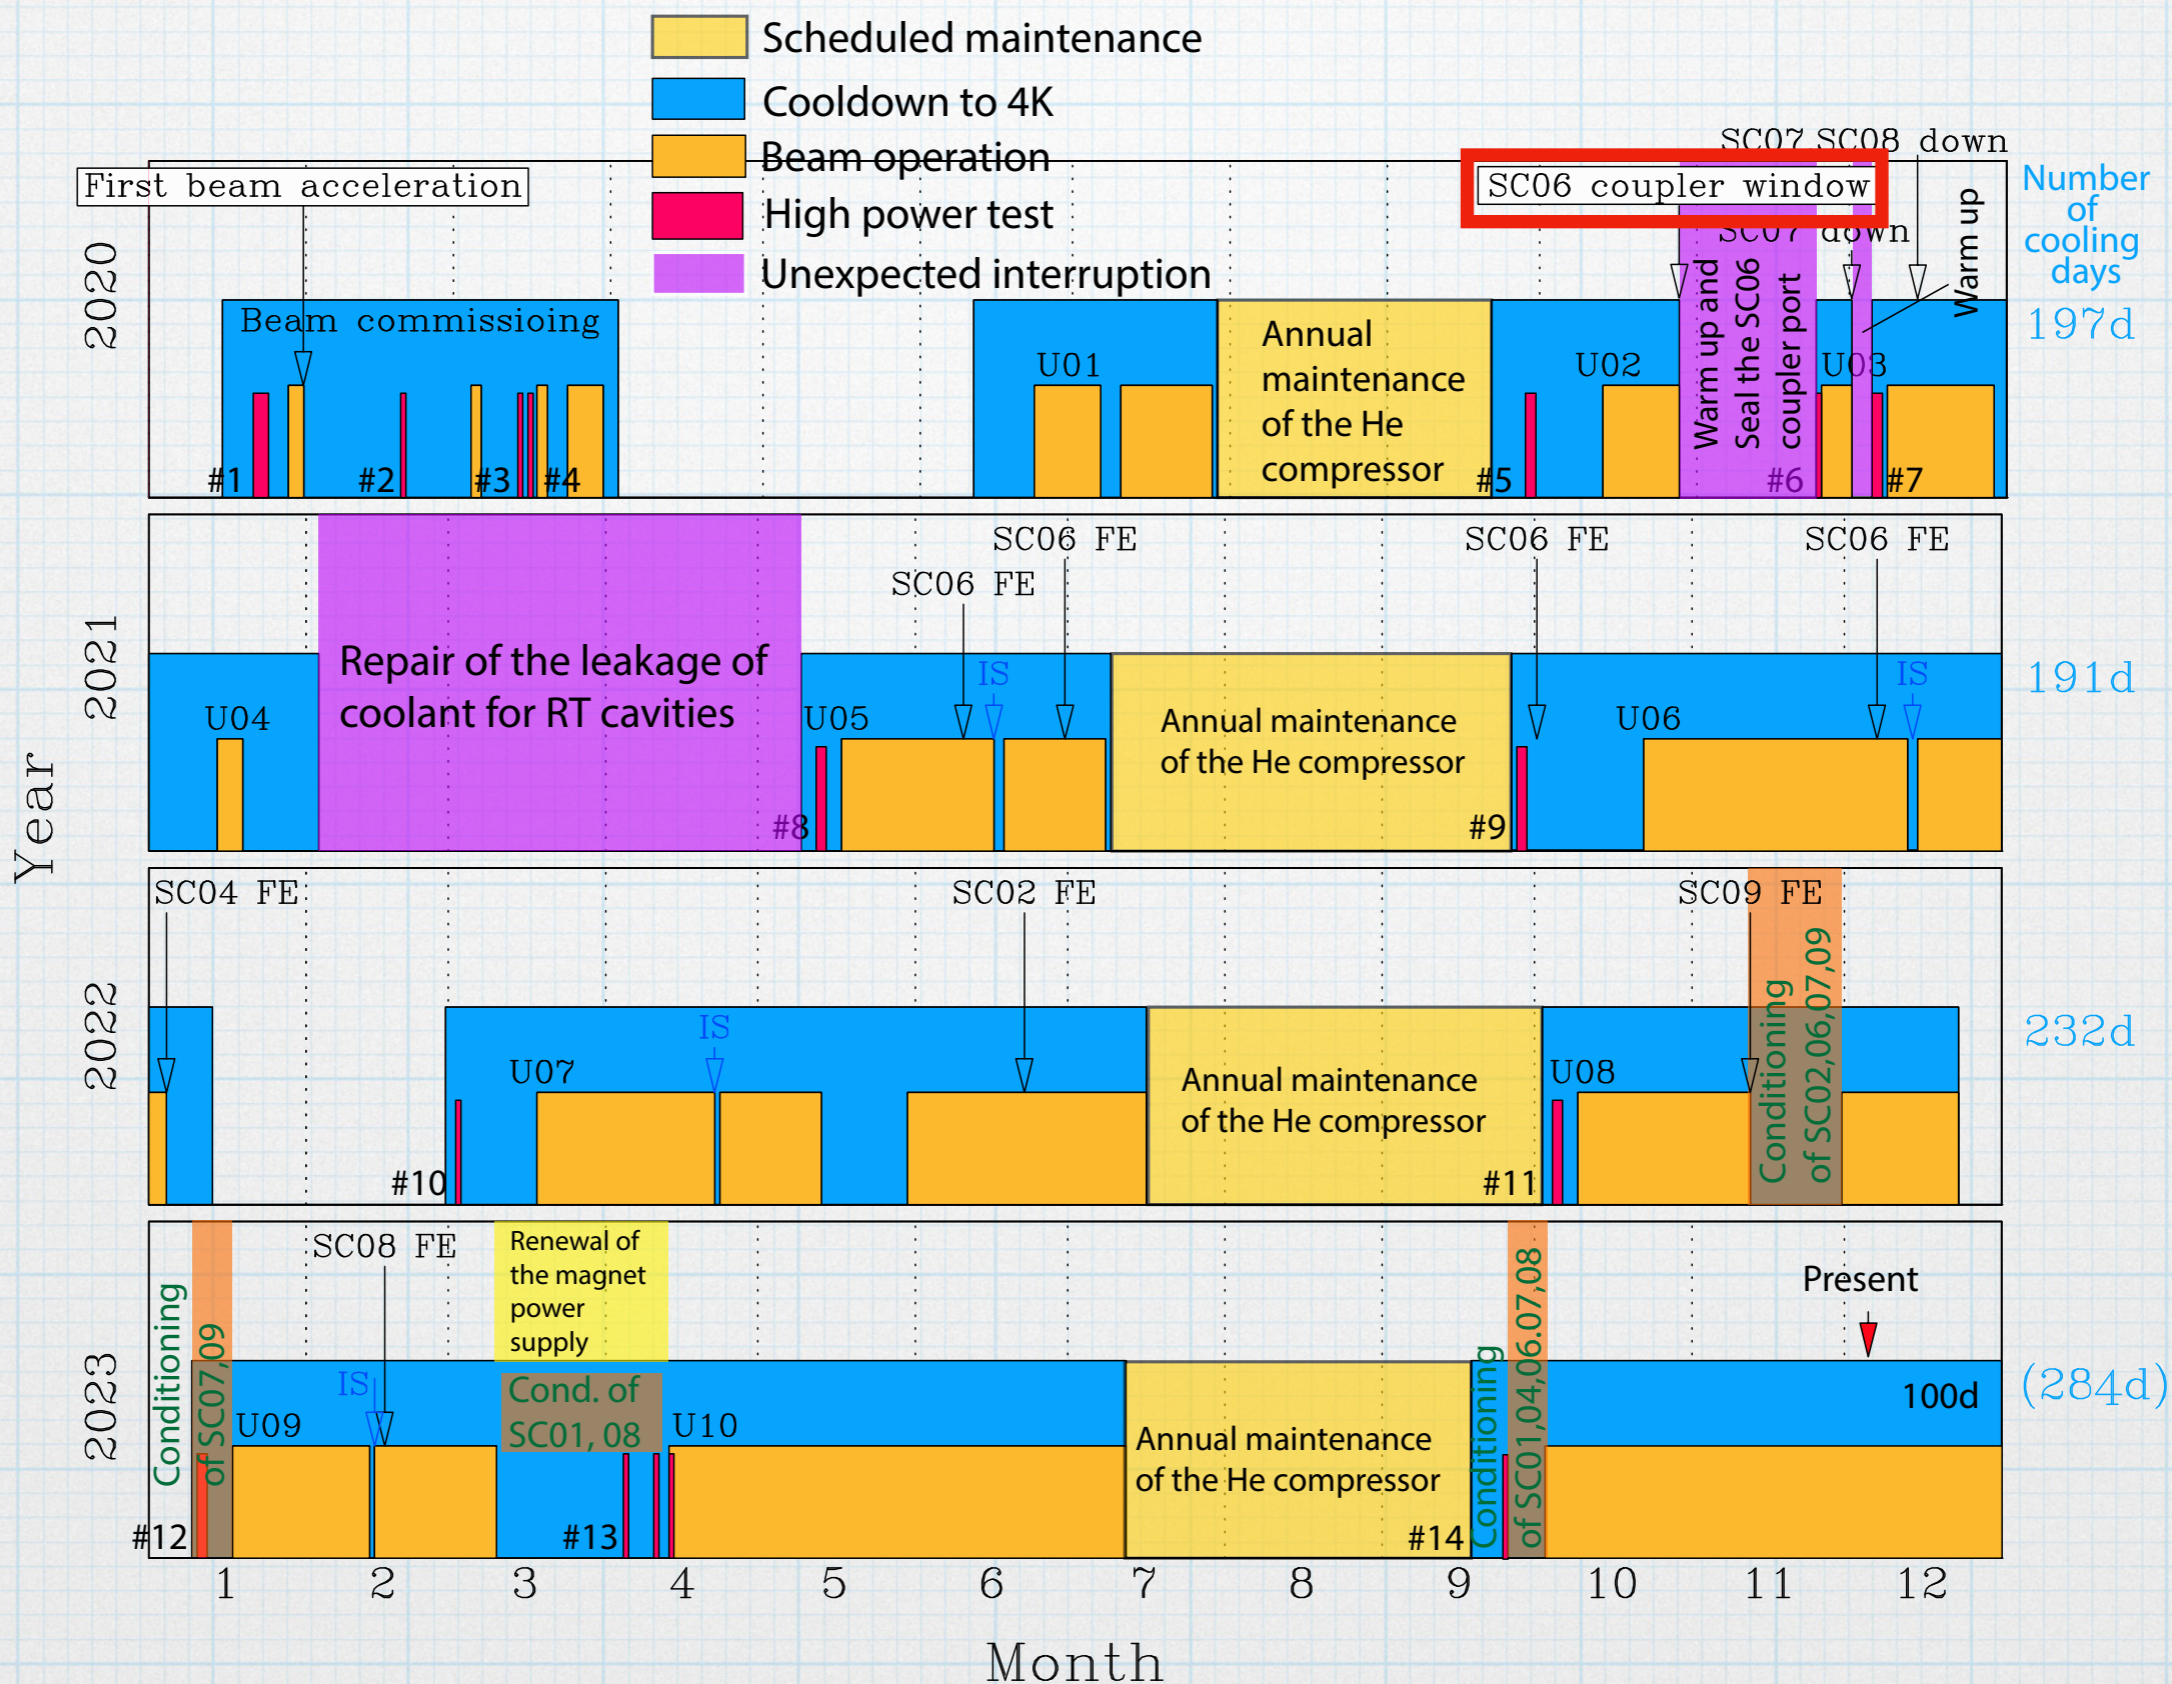 Scheduled maintenance
Cooldown to 4K
Beam operation
High power test
Unexpected interruption
Year
2020
First beam acceleration
Beam commissioing
#1
#2
#3
#4
U01
Annual
maintenance
of the He
compressor
#5
U02
SC06 coupler window
Warm up and
Seal the SC06
coupler port
SC07
SC07 down
SC08 down
#6
U03
#7
Warm up
Number
of
cooling
days
197d
2021
U04
Repair of the leakage of
coolant for RT cavities
#8
U05
SC06 FE
IS
SC06 FE
Annual maintenance
of the He compressor
#9
SC06 FE
U06
SC06 FE
IS
191d
2022
SC04 FE
#10
U07
IS
SC02 FE
Annual maintenance
of the He compressor
#11
U08
SC09 FE
Conditioning
of SC02,06,07,09
232d
2023
Conditioning
of SC07,09
#12
U09
IS
SC08 FE
Renewal of
the magnet
power
supply
Cond. of
SC01, 08
#13
U10
Annual maintenance
of the He compressor
#14
Conditioning
of SC01,04,06.07,08
Present
100d
(284d)
1 2 3 4 5 6 7 8 9 10 11 12
Month